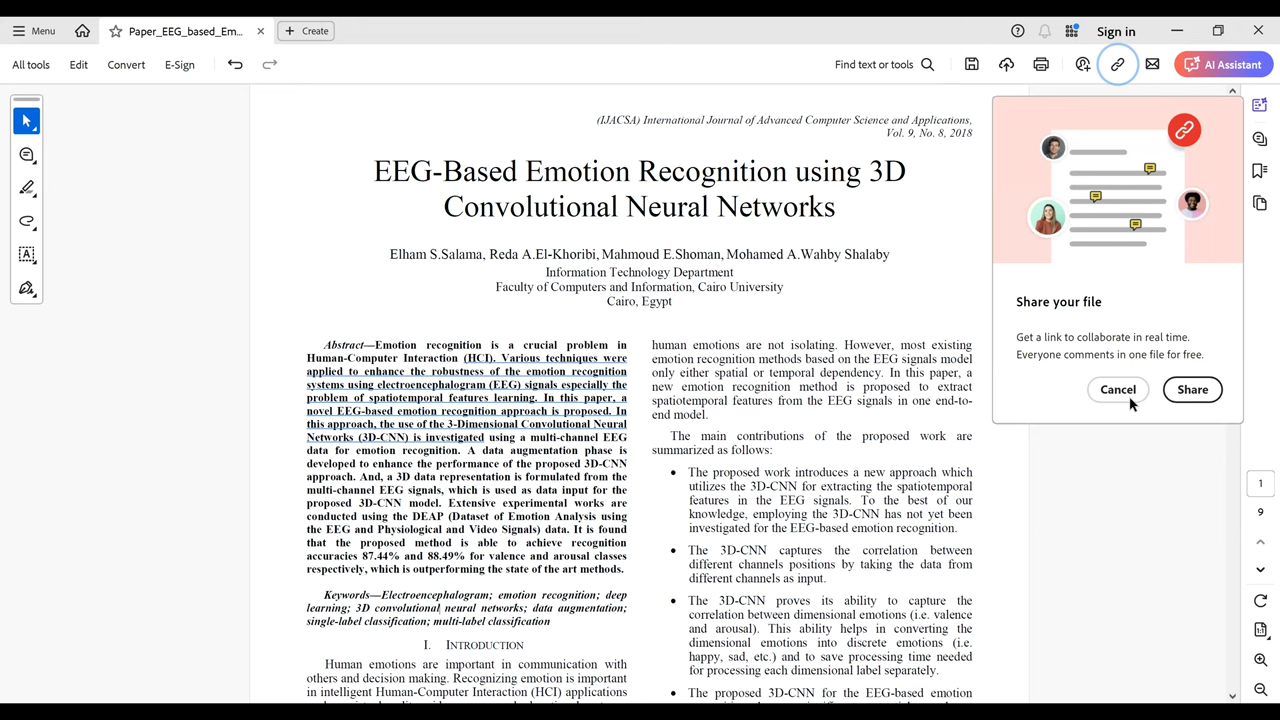 Menu
Paper_EEG_based_Em...
Create
Sign in
All tools
Edit
Convert
E-Sign
Find text or tools
AI Assistant
(IJACSA) International Journal of Advanced Computer Science and Applications,
Vol. 9, No. 8, 2018
EEG-Based Emotion Recognition using 3D
Convolutional Neural Networks
Elham S.Salama, Reda A.El-Khoribi, Mahmoud E.Shoman, Mohamed A.Wahby Shalaby
Information Technology Department
Faculty of Computers and Information, Cairo University
Cairo, Egypt
Abstract—Emotion recognition is a crucial problem in
Human-Computer Interaction (HCI). Various techniques were
applied to enhance the robustness of the emotion recognition
systems using electroencephalogram (EEG) signals especially the
problem of spatiotemporal features learning. In this paper, a
novel EEG-based emotion recognition approach is proposed. In
this approach, the use of the 3-Dimensional Convolutional Neural
Networks (3D-CNN) is investigated using a multi-channel EEG
data for emotion recognition. A data augmentation phase is
developed to enhance the performance of the proposed 3D-CNN
approach. And, a 3D data representation is formulated from the
multi-channel EEG signals, which is used as data input for the
proposed 3D-CNN model. Extensive experimental works are
conducted using the DEAP (Dataset of Emotion Analysis using
the EEG and Physiological and Video Signals) data. It is found
that the proposed method is able to achieve recognition
accuracies 87.44% and 88.49% for valence and arousal classes
respectively, which is outperforming the state of the art methods.
Keywords—Electroencephalogram; emotion recognition; deep
learning; 3D convolutional neural networks; data augmentation;
single-label classification; multi-label classification
I. INTRODUCTION
Human emotions are important in communication with
others and decision making. Recognizing emotion is important
in intelligent Human-Computer Interaction (HCI) applications
human emotions are not isolating. However, most existing
emotion recognition methods based on the EEG signals model
only either spatial or temporal dependency. In this paper, a
new emotion recognition method is proposed to extract
spatiotemporal features from the EEG signals in one end-to-
end model.
The main contributions of the proposed work are
summarized as follows:
• The proposed work introduces a new approach which
utilizes the 3D-CNN for extracting the spatiotemporal
features in the EEG signals. To the best of our
knowledge, employing the 3D-CNN has not yet been
investigated for the EEG-based emotion recognition.
• The 3D-CNN captures the correlation between
different channels positions by taking the data from
different channels as input.
• The 3D-CNN proves its ability to capture the
correlation between dimensional emotions (i.e. valence
and arousal). This ability helps in converting the
dimensional emotions into discrete emotions (i.e.
happy, sad, etc.) and to save processing time needed
for processing each dimensional label separately.
• The proposed 3D-CNN for the EEG-based emotion
Share your file
Get a link to collaborate in real time.
Everyone comments in one file for free.
Cancel
Share
1
9